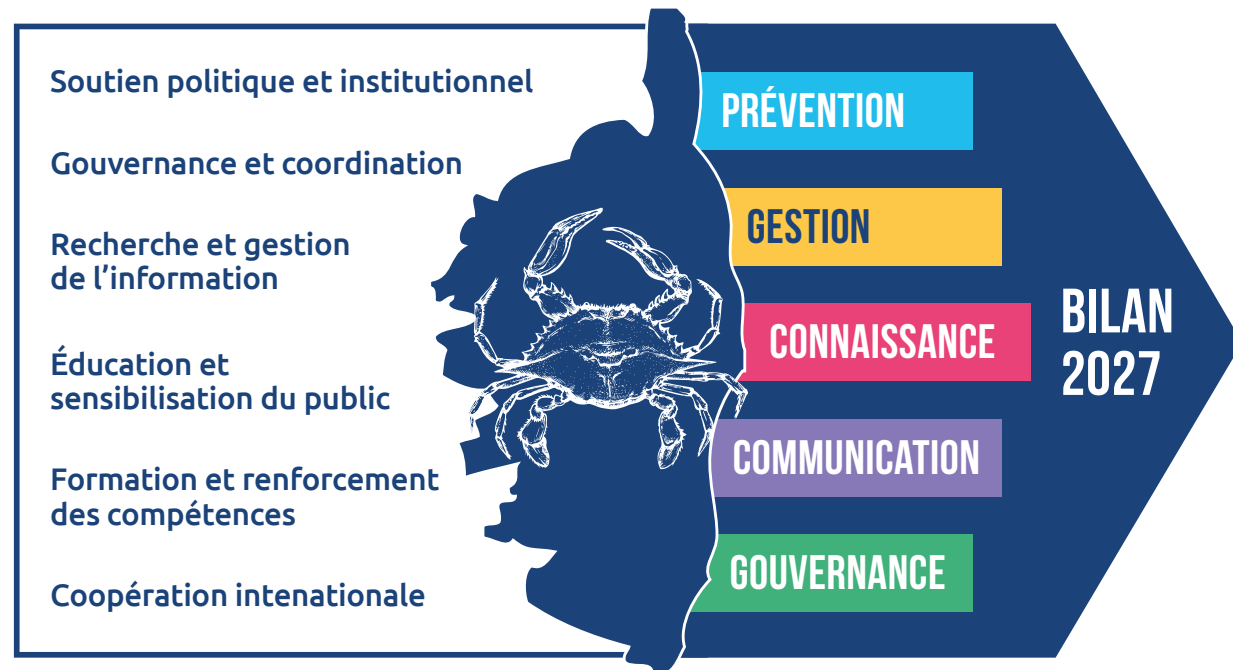 Soutien politique et institutionnel
Gouvernance et coordination
Recherche et gestion
de l’information
Éducation et
sensibilisation du public
Formation et renforcement
des compétences
Coopération intenationale
PRÉVENTION
GESTION
CONNAISSANCE
COMMUNICATION
GOUVERNANCE
BILAN
2027